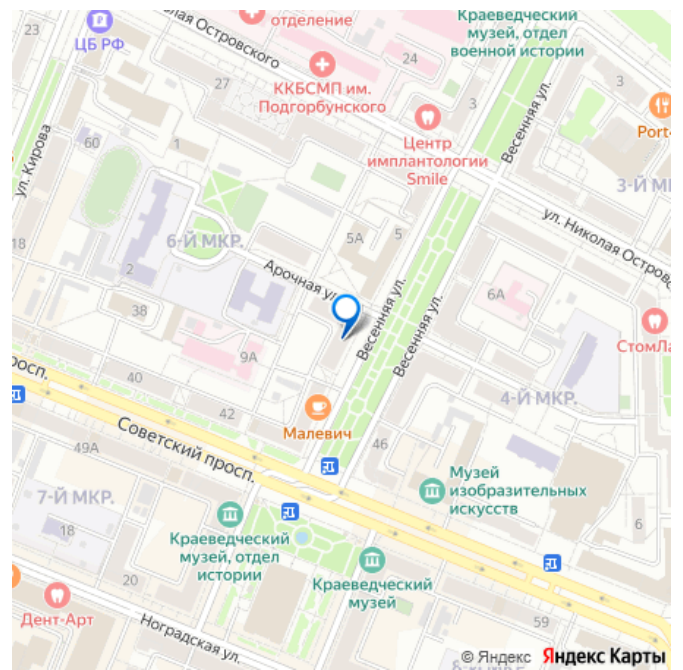 отделение
23
ЦБ РФ
Николая Островского
Краеведческий
музей, отдел
военной истории
24
ККБСМП им.
Подгорбунского
27
3
3
Весенняя ул.
Port
60
1
ул. Кирова
Центр
имплантологии
Smile
3-Й М
ул. Николая Островс
18
6-Й МКР.
5А
5
2
Арочная ул.
38
6А
СтомЛа
Весенняя ул.
Весенняя ул.
9А
просп.
40
42
4-Й МКР.
Малевич
Советский просп.
46
49А
Музей
изобразительных
искусств
7-Й МКР.
18
6
Краеведческий
музей, отдел
истории
20
Краеведческий
музей
Дент-Арт
59
Ноградская ул.
© Яндекс Яндекс Карты